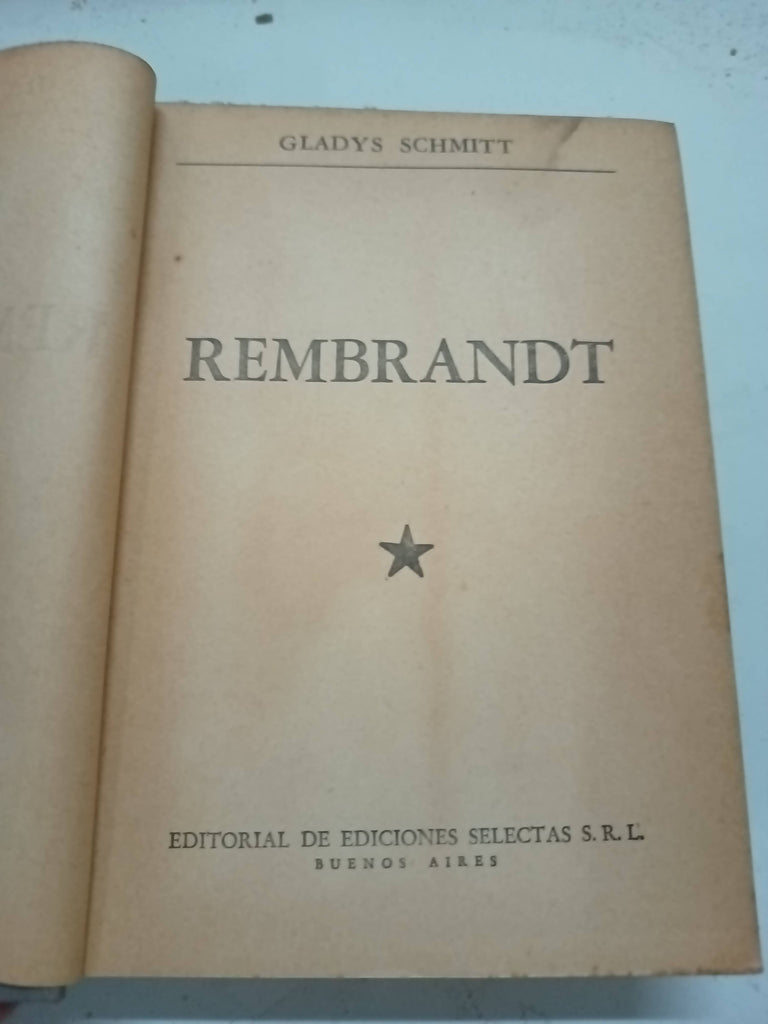 GLADYS SCHMITT
REMBRANDT
EDITORIAL DE EDICIONES SELECTAS S. R. L.
BUENOS AIRES